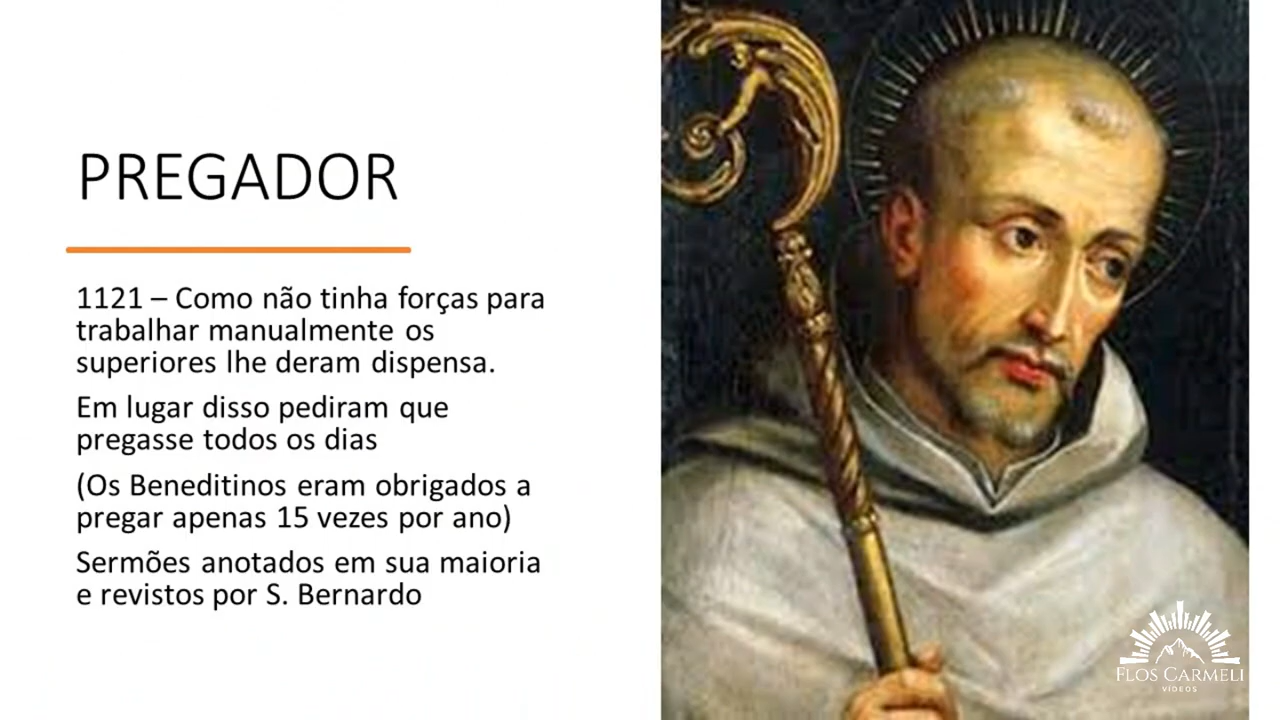 PREGADOR
1121 – Como não tinha forças para
trabalhar manualmente os
superiores lhe deram dispensa.
Em lugar disso pediram que
pregasse todos os dias
(Os Beneditinos eram obrigados a
pregar apenas 15 vezes por ano)
Sermões anotados em sua maioria
e revistos por S. Bernardo
FLOS CARMELI
VÍDEOS